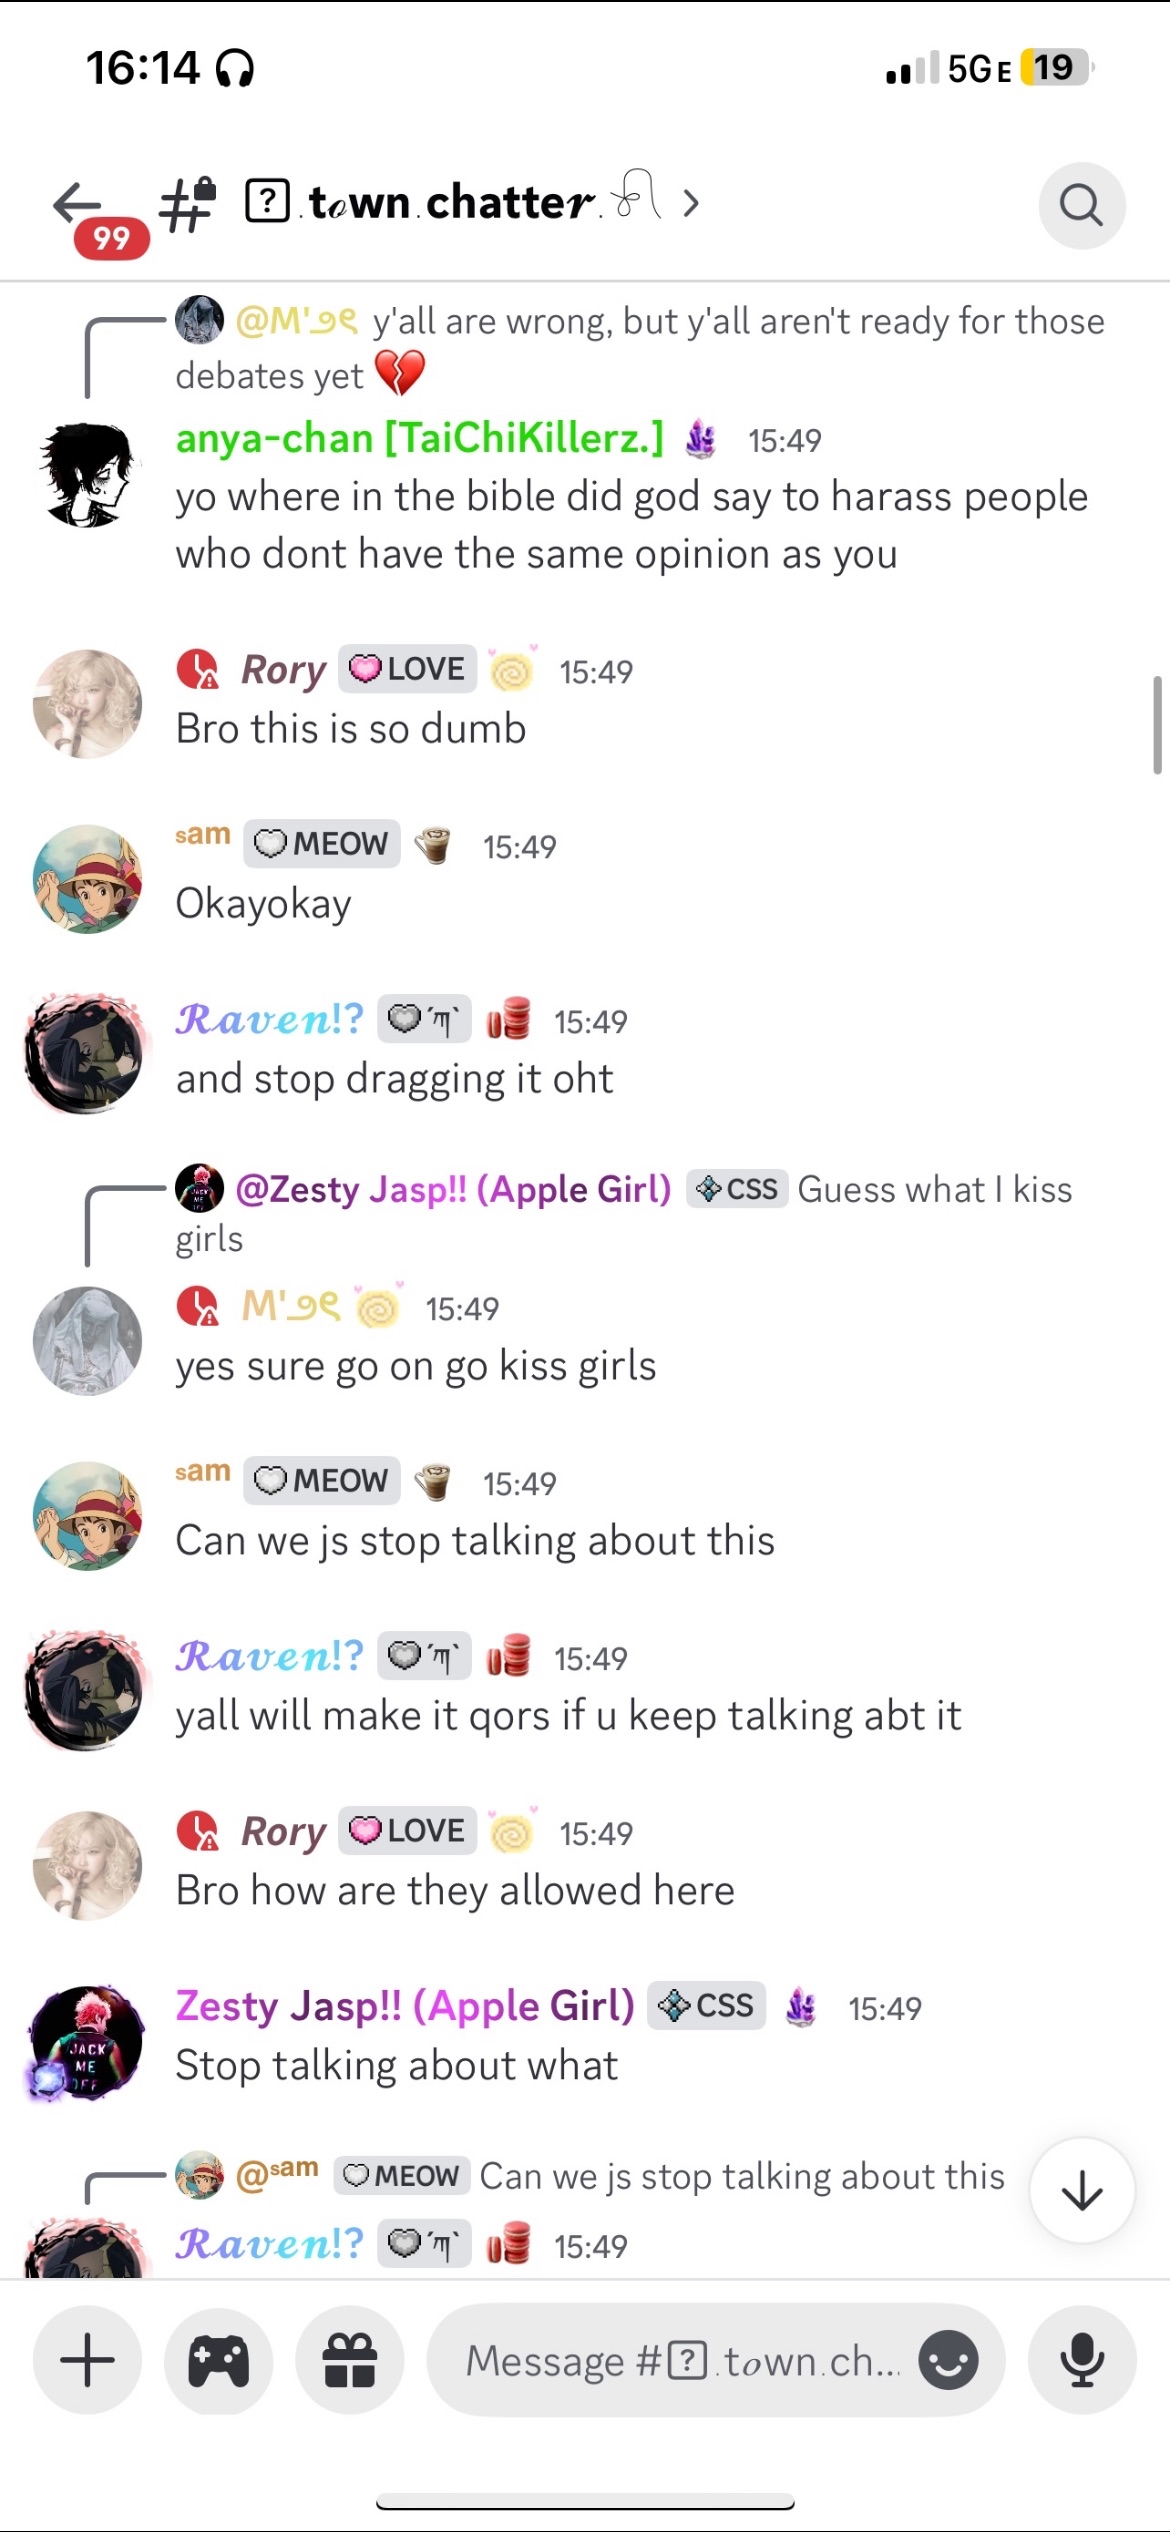 16:14
5GE 19
99
# ? .town.chatter.
@M'ᘐ୧ y'all are wrong, but y'all aren't ready for those
debates yet 💔
anya-chan [TaiChiKillerz.] 15:49
yo where in the bible did god say to harass people
who dont have the same opinion as you
Rory LOVE 15:49
Bro this is so dumb
sam MEOW 15:49
Okayokay
Raven!? 15:49
and stop dragging it oht
@Zesty Jasp!! (Apple Girl) CSS Guess what I kiss
girls
M' 15:49
yes sure go on go kiss girls
sam MEOW 15:49
Can we js stop talking about this
Raven!? 15:49
yall will make it qors if u keep talking abt it
Rory LOVE 15:49
Bro how are they allowed here
Zesty Jasp!! (Apple Girl) CSS 15:49
JACK
ME
OFF
Stop talking about what
@sam MEOW Can we js stop talking about this
Raven!? 15:49
Message #?.town.ch...